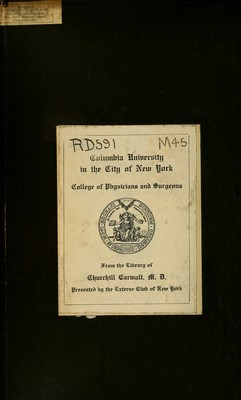 RD591 M45
Columbia University
in the City of New York
College of Physicians and Surgeons
From the Library of
Churchill Carmalt, M. D.
Presented by the Externe Club of New York